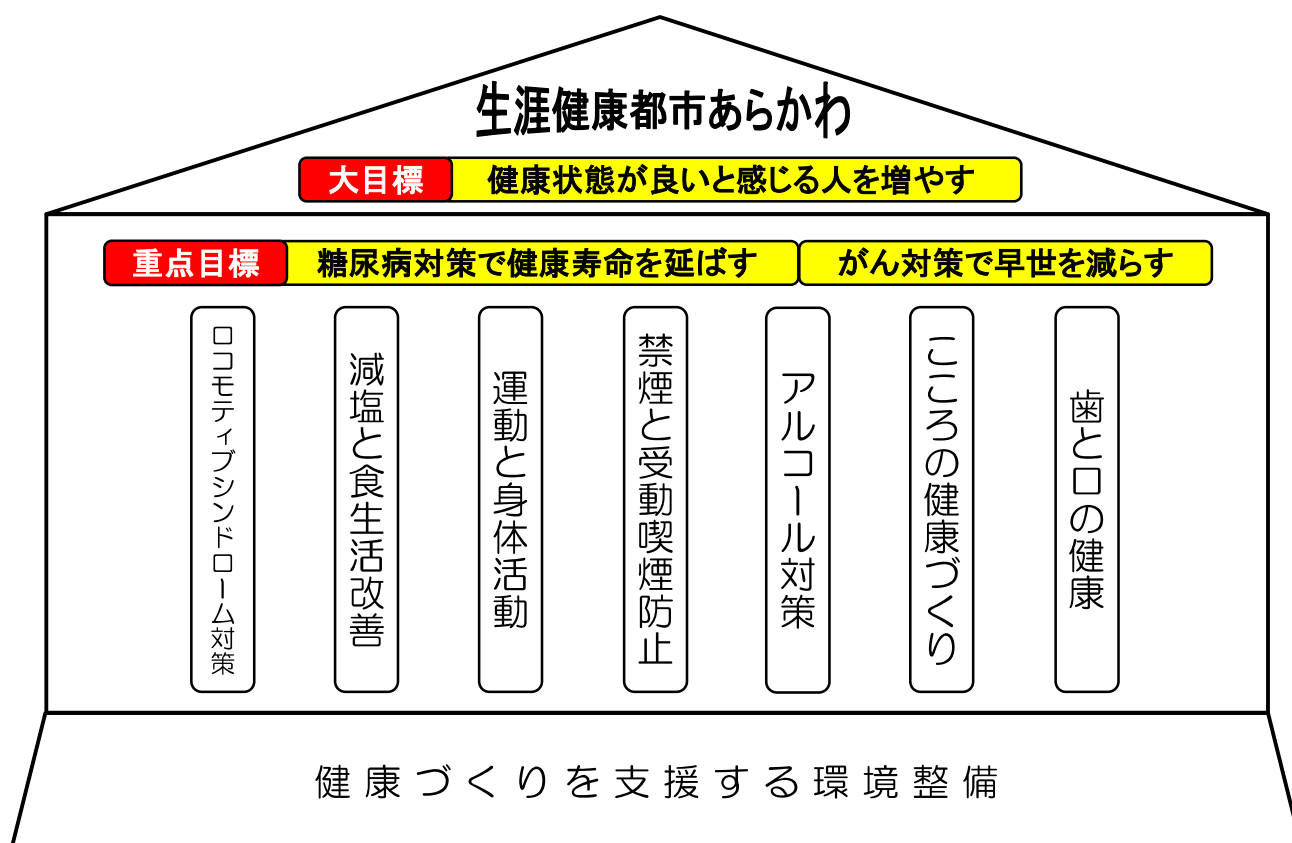 生涯健康都市あらかわ
大目標 健康状態が良いと感じる人を増やす
重点目標 糖尿病対策で健康寿命を延ばす がん対策で早世を減らす
ロコモティブシンドローム対策
減塩と食生活改善
運動と身体活動
禁煙と受動喫煙防止
アルコール対策
こころの健康づくり
歯と口の健康
健康づくりを支援する環境整備